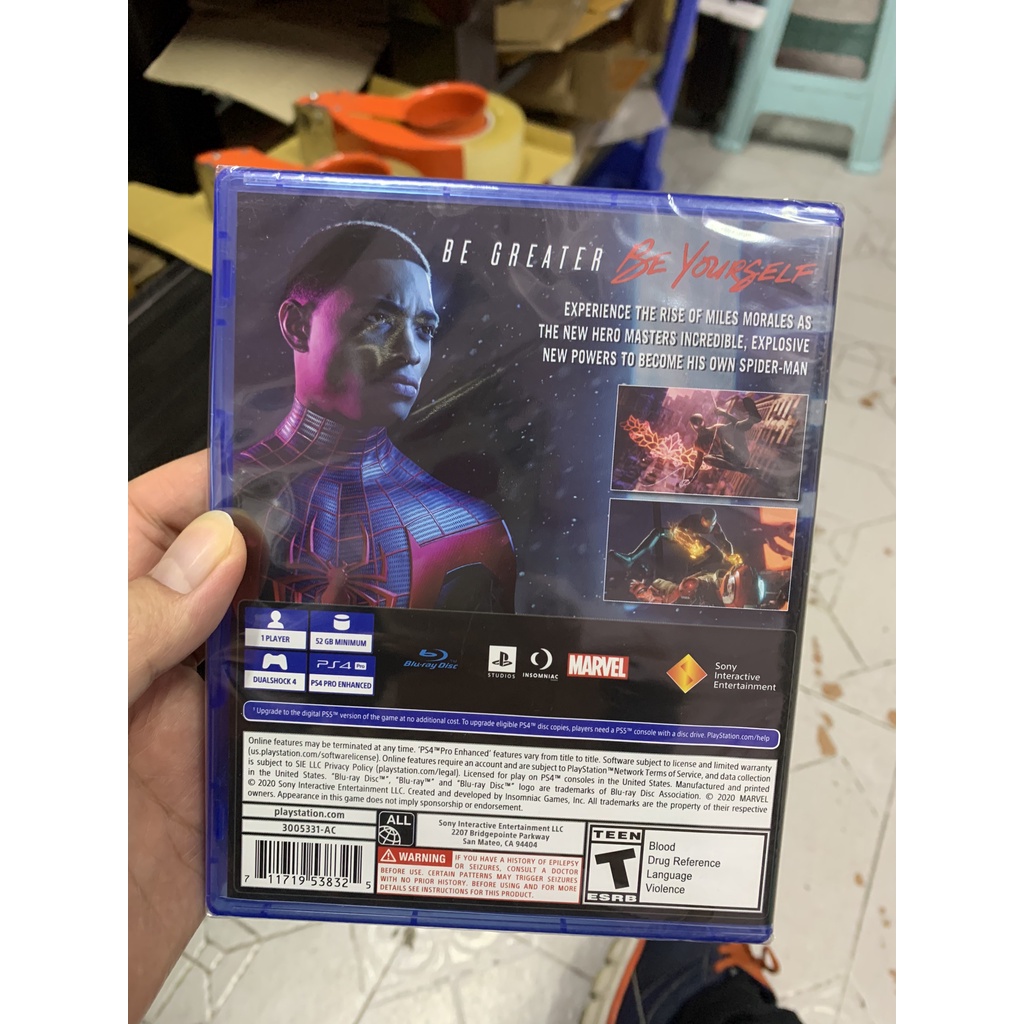 BE GREATER BE YOURSELF
EXPERIENCE THE RISE OF MILES MORALES AS
THE NEW HERO MASTERS INCREDIBLE, EXPLOSIVE
NEW POWERS TO BECOME HIS OWN SPIDER-MAN
1 PLAYER
52 GB MINIMUM
DUALSHOCK 4
PS4 Pro
PS4 PRO ENHANCED
Blu-ray Disc
STUDIOS
INSOMNIAC
MARVEL
Sony
Interactive
Entertainment
¹ Upgrade to the digital PS5™ version of the game at no additional cost. To upgrade eligible PS4™ disc copies, players need a PS5™ console with a disc drive. PlayStation.com/help
Online features may be terminated at any time. 'PS4™Pro Enhanced' features vary from title to title. Software subject to license and limited warranty
(us.playstation.com/softwarelicense). Online features require an account and are subject to PlayStation™Network Terms of Service, and data collection
is subject to SIE LLC Privacy Policy (playstation.com/legal). Licensed for play on PS4™ consoles in the United States. Manufactured and printed
in the United States. "Blu-ray Disc™", "Blu-ray™" and "Blu-ray Disc™" logo are trademarks of Blu-ray Disc Association. © 2020 MARVEL
© 2020 Sony Interactive Entertainment LLC. Created and developed by Insomniac Games, Inc. All trademarks are the property of their respective
owners. Appearance in this game does not imply sponsorship or endorsement.
playstation.com
3005331-AC
7 11719 53832 5
ALL
Sony Interactive Entertainment LLC
2207 Bridgepointe Parkway
San Mateo, CA 94404
WARNING IF YOU HAVE A HISTORY OF EPILEPSY
OR SEIZURES, CONSULT A DOCTOR
BEFORE USE. CERTAIN PATTERNS MAY TRIGGER SEIZURES
WITH NO PRIOR HISTORY. BEFORE USING AND FOR MORE
DETAILS SEE INSTRUCTIONS FOR THIS PRODUCT.
TEEN
T
ESRB
Blood
Drug Reference
Language
Violence